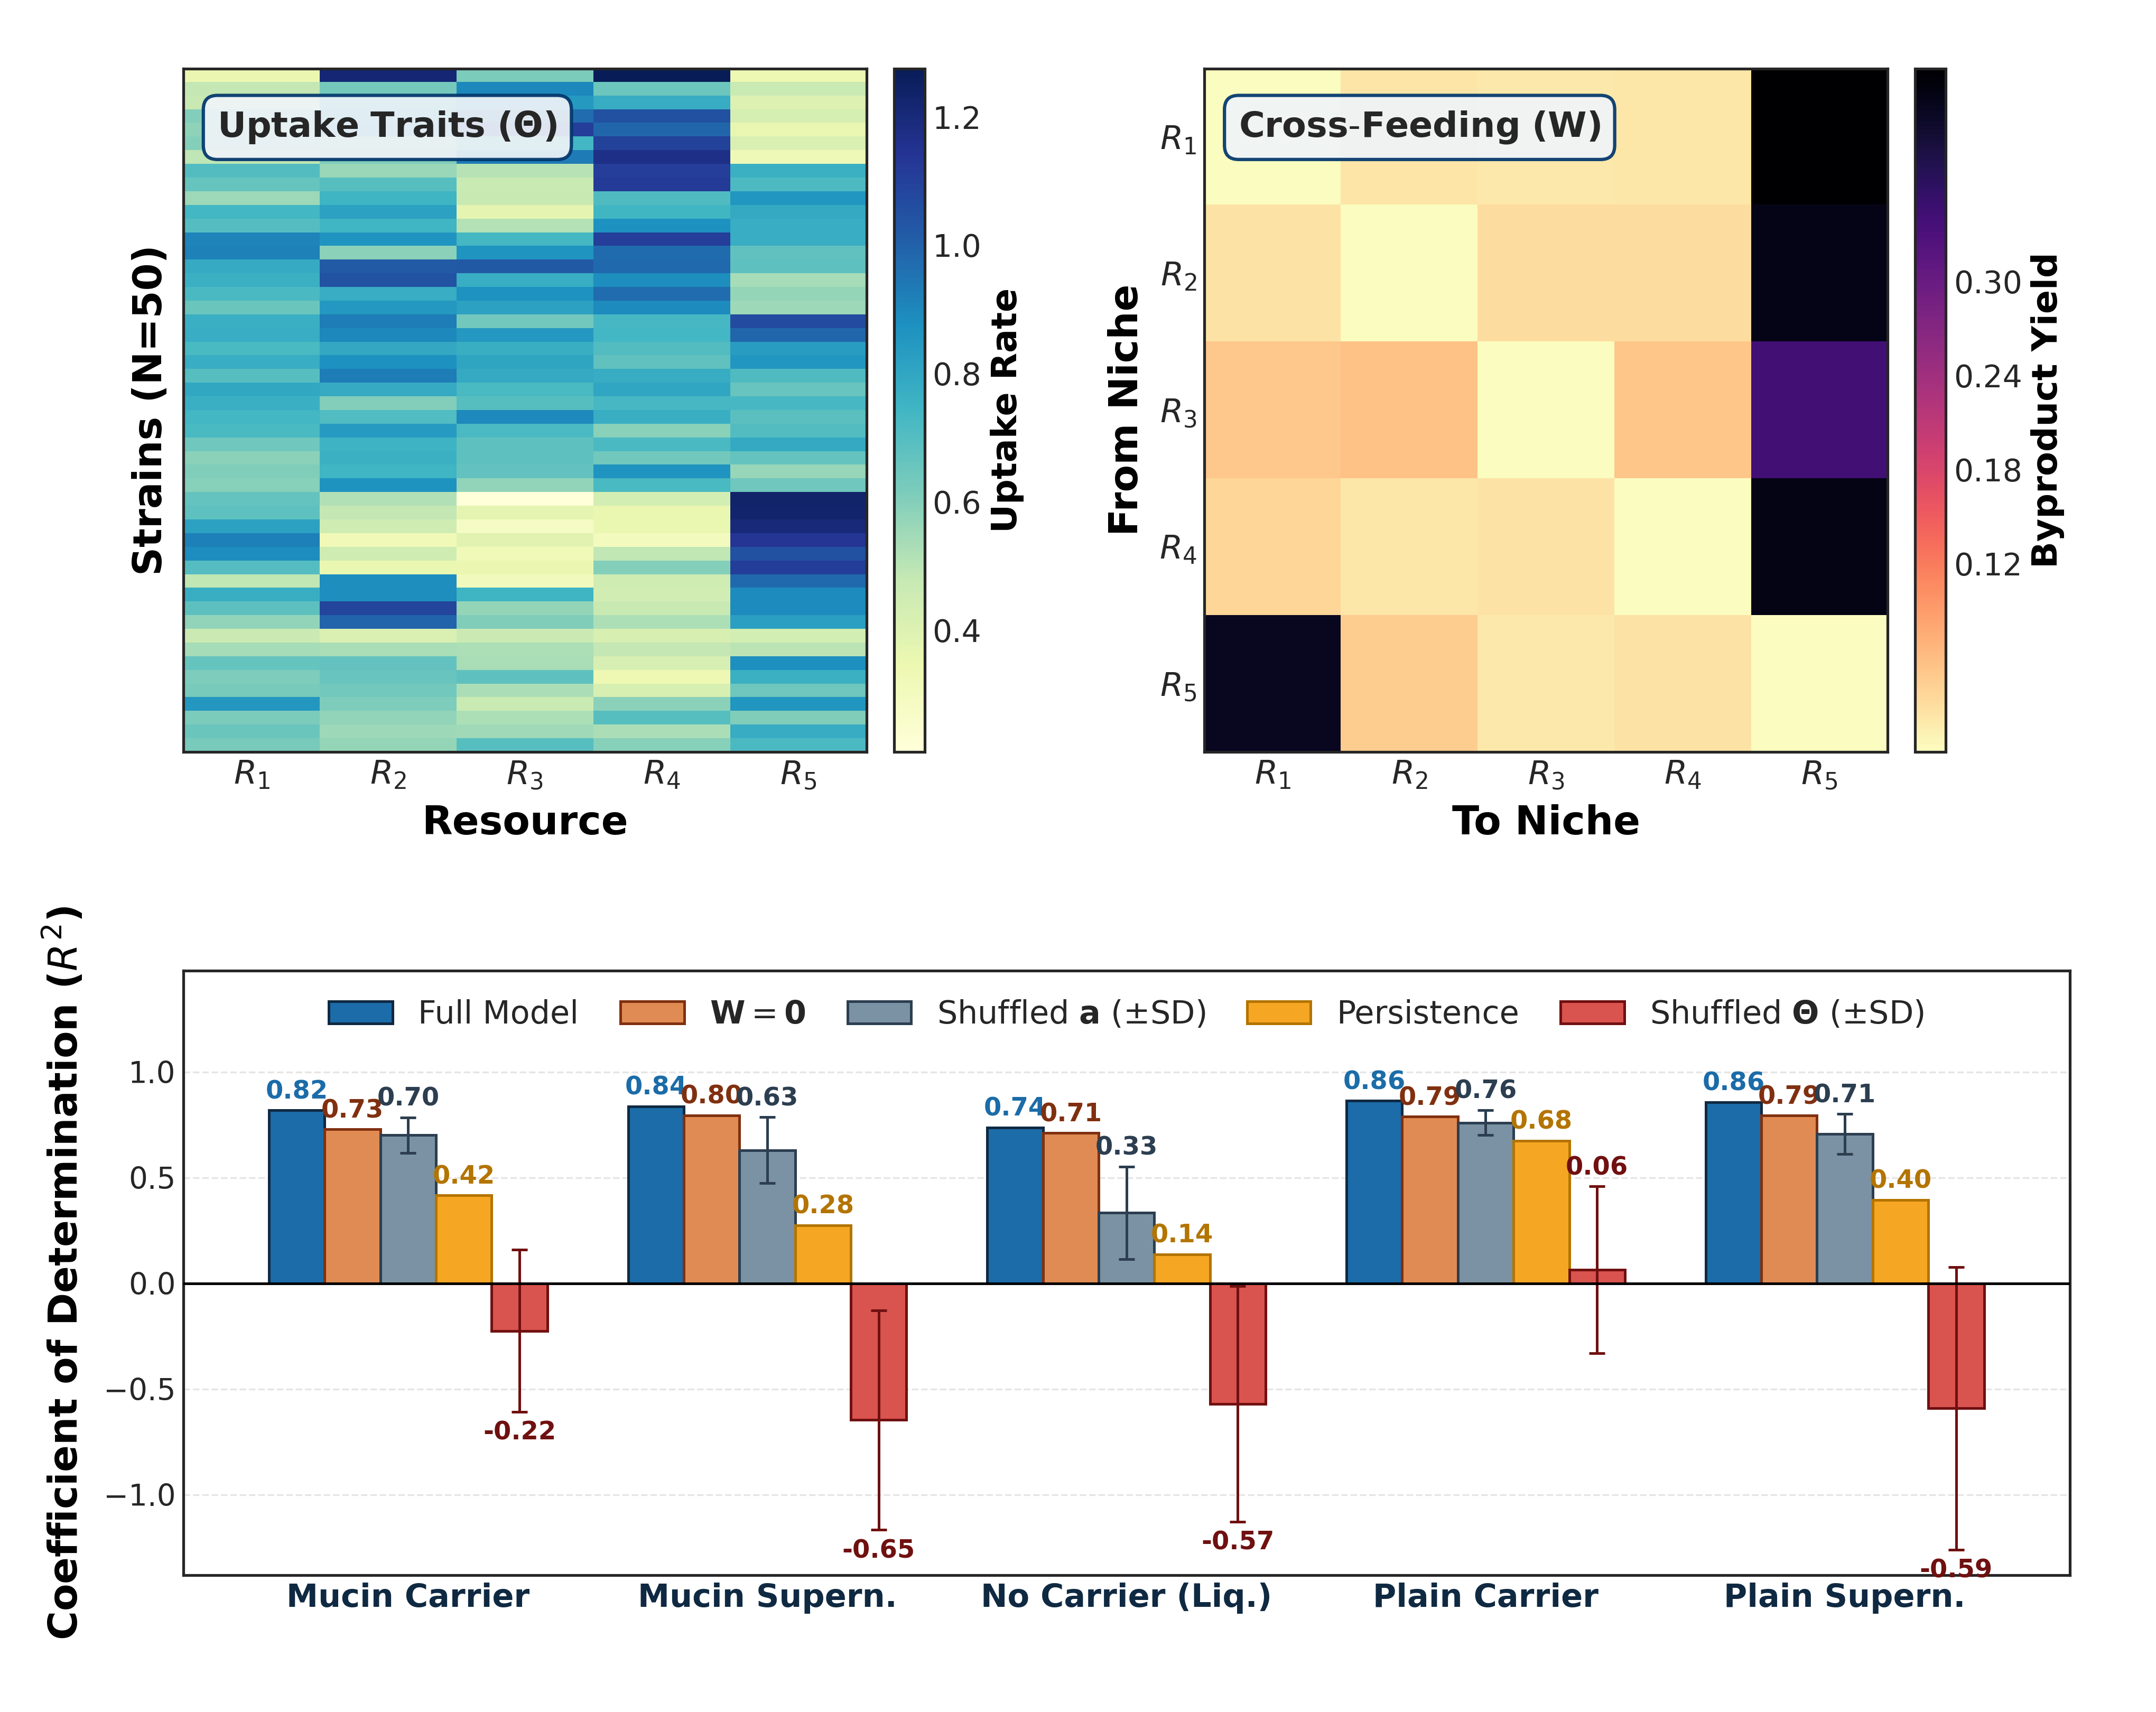 Uptake Traits (Θ)
Strains (N=50)
R₁ R₂ R₃ R₄ R₅
Resource
1.2
1.0
0.8
0.6
0.4
Uptake Rate
Cross-Feeding (W)
From Niche
R₁
R₂
R₃
R₄
R₅
R₁ R₂ R₃ R₄ R₅
To Niche
0.30
0.24
0.18
0.12
Byproduct Yield
Coefficient of Determination (R²)
Full Model W = 0 Shuffled a (±SD) Persistence Shuffled Θ (±SD)
1.0
0.5
0.0
−0.5
−1.0
0.82 0.73 0.70 0.42 -0.22
0.84 0.80 0.63 0.28 -0.65
0.74 0.71 0.33 0.14 -0.57
0.86 0.79 0.76 0.68 0.06
0.86 0.79 0.71 0.40 -0.59
Mucin Carrier Mucin Supern. No Carrier (Liq.) Plain Carrier Plain Supern.